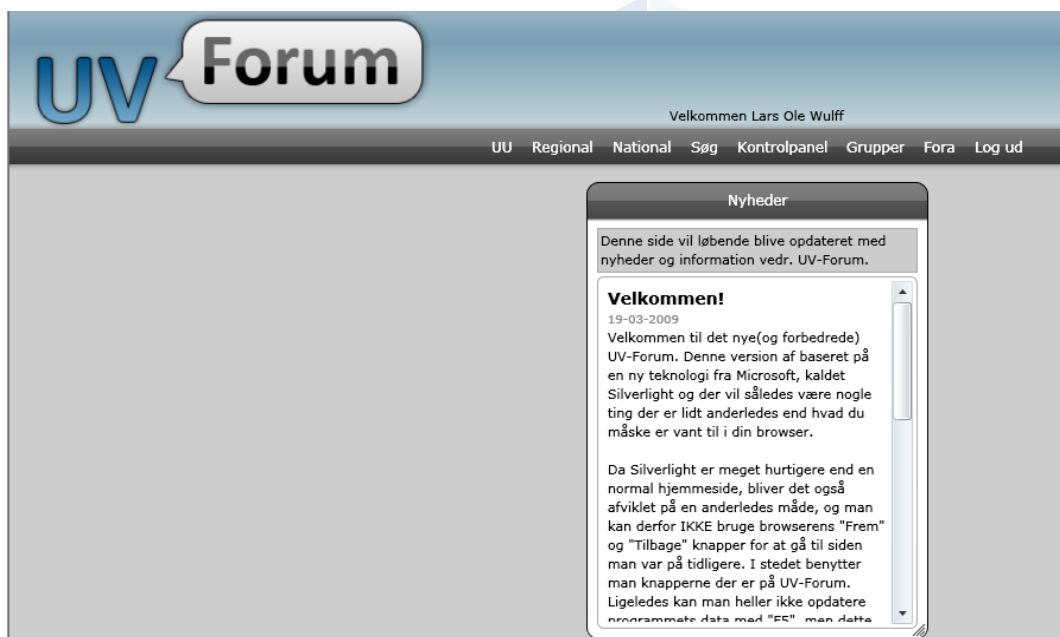 UV Forum
Velkommen Lars Ole Wulff
UU Regional National Søg Kontrolpanel Grupper Fora Log ud
Nyheder
Denne side vil løbende blive opdateret med
nyheder og information vedr. UV-Forum.
Velkommen!
19-03-2009
Velkommen til det nye(og forbedrede)
UV-Forum. Denne version af baseret på
en ny teknologi fra Microsoft, kaldet
Silverlight og der vil således være nogle
ting der er lidt anderledes end hvad du
måske er vant til i din browser.
Da Silverlight er meget hurtigere end en
normal hjemmeside, bliver det også
afviklet på en anderledes måde, og man
kan derfor IKKE bruge browserens "Frem"
og "Tilbage" knapper for at gå til siden
man var på tidligere. I stedet benytter
man knapperne der er på UV-Forum.
Ligeledes kan man heller ikke opdatere
programmets data med "F5", men dette